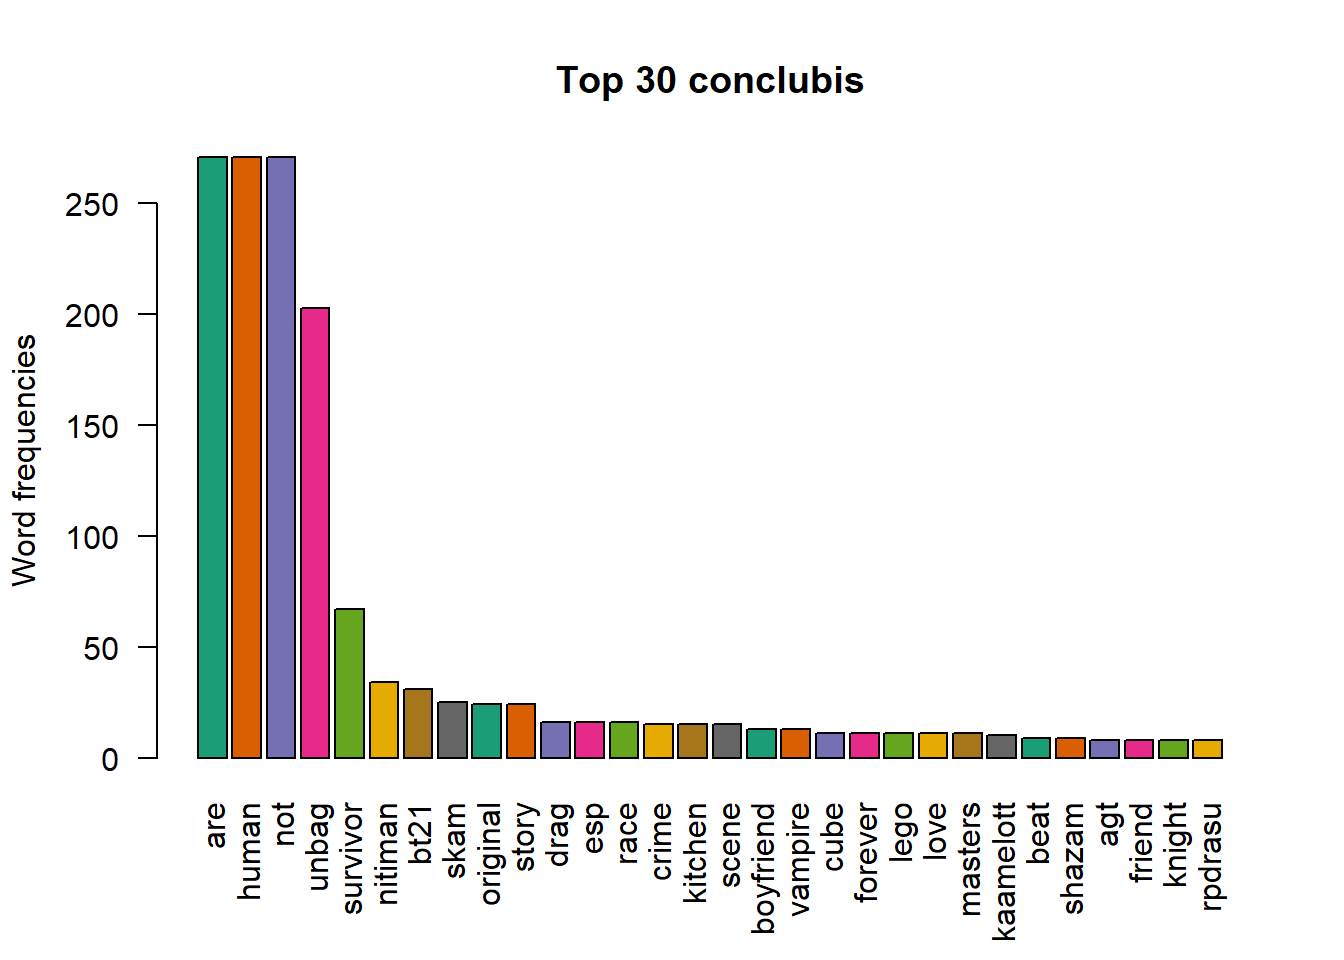 Top 30 conclubis
Word frequencies
250
200
150
100
50
0
are
human
not
unbag
survivor
nitiman
bt21
skam
original
story
drag
esp
race
crime
kitchen
scene
boyfriend
vampire
cube
forever
lego
love
masters
kaamelott
beat
shazam
agt
friend
knight
rpdrasu